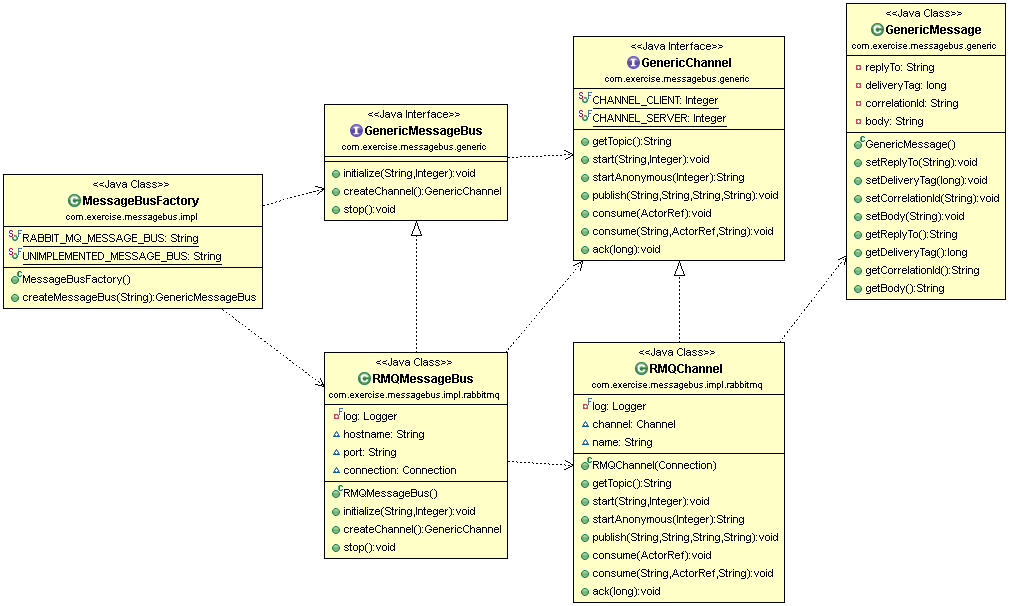 <<Java Class>>
MessageBusFactory
com.exercise.messagebus.impl
RABBIT_MQ_MESSAGE_BUS: String
UNIMPLEMENTED_MESSAGE_BUS: String
MessageBusFactory()
createMessageBus(String):GenericMessageBus
<<Java Interface>>
GenericMessageBus
com.exercise.messagebus.generic
initialize(String,Integer):void
createChannel():GenericChannel
stop():void
<<Java Interface>>
GenericChannel
com.exercise.messagebus.generic
CHANNEL_CLIENT: Integer
CHANNEL_SERVER: Integer
getTopic():String
start(String,Integer):void
startAnonymous(Integer):String
publish(String,String,String,String):void
consume(ActorRef):void
consume(String,ActorRef,String):void
ack(long):void
<<Java Class>>
GenericMessage
com.exercise.messagebus.generic
replyTo: String
deliveryTag: long
correlationId: String
body: String
GenericMessage()
setReplyTo(String):void
setDeliveryTag(long):void
setCorrelationId(String):void
setBody(String):void
getReplyTo():String
getDeliveryTag():long
getCorrelationId():String
getBody():String
<<Java Class>>
RMQMessageBus
com.exercise.messagebus.impl.rabbitmq
log: Logger
hostname: String
port: String
connection: Connection
RMQMessageBus()
initialize(String,Integer):void
createChannel():GenericChannel
stop():void
<<Java Class>>
RMQChannel
com.exercise.messagebus.impl.rabbitmq
log: Logger
channel: Channel
name: String
RMQChannel(Connection)
getTopic():String
start(String,Integer):void
startAnonymous(Integer):String
publish(String,String,String,String):void
consume(ActorRef):void
consume(String,ActorRef,String):void
ack(long):void